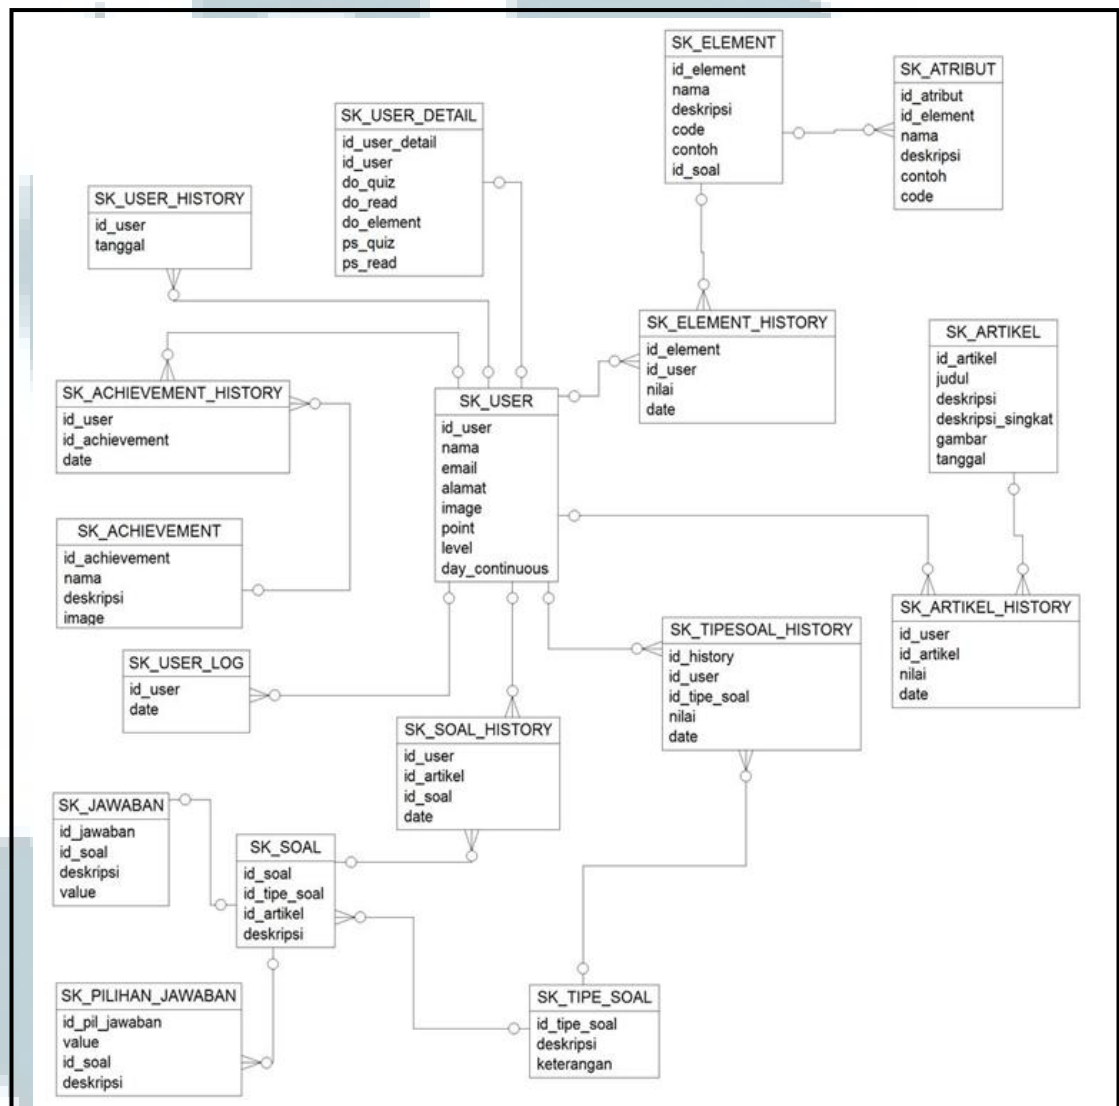 SK_ELEMENT
id_element
nama
deskripsi
code
contoh
id_soal
SK_ATRIBUT
id_atribut
id_element
nama
deskripsi
contoh
code
SK_USER_DETAIL
id_user_detail
id_user
do_quiz
do_read
do_element
ps_quiz
ps_read
SK_USER_HISTORY
id_user
tanggal
SK_ELEMENT_HISTORY
id_element
id_user
nilai
date
SK_ARTIKEL
id_artikel
judul
deskripsi
deskripsi_singkat
gambar
tanggal
SK_ACHIEVEMENT_HISTORY
id_user
id_achievement
date
SK_USER
id_user
nama
email
alamat
image
point
level
day_continuous
SK_ACHIEVEMENT
id_achievement
nama
deskripsi
image
SK_ARTIKEL_HISTORY
id_user
id_artikel
nilai
date
SK_TIPESOAL_HISTORY
id_history
id_user
id_tipe_soal
nilai
date
SK_USER_LOG
id_user
date
SK_SOAL_HISTORY
id_user
id_artikel
id_soal
date
SK_JAWABAN
id_jawaban
id_soal
deskripsi
value
SK_SOAL
id_soal
id_tipe_soal
id_artikel
deskripsi
SK_PILIHAN_JAWABAN
id_pil_jawaban
value
id_soal
deskripsi
SK_TIPE_SOAL
id_tipe_soal
deskripsi
keterangan